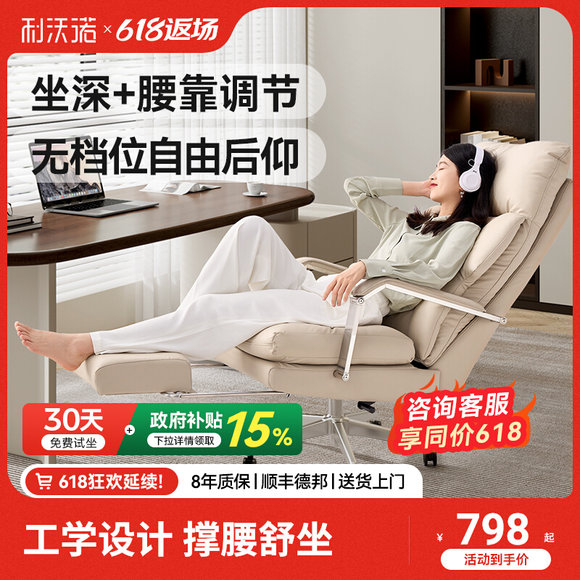 利沃诺×618返场
坐深+腰靠调节
无档位自由后仰
咨询客服
享同价618
30天
免费试坐
+
政府补贴
下拉详情领取
15%
618狂欢延续!
8年质保|顺丰德邦|送货上门
工学设计 撑腰舒坐
¥798起
活动到手价